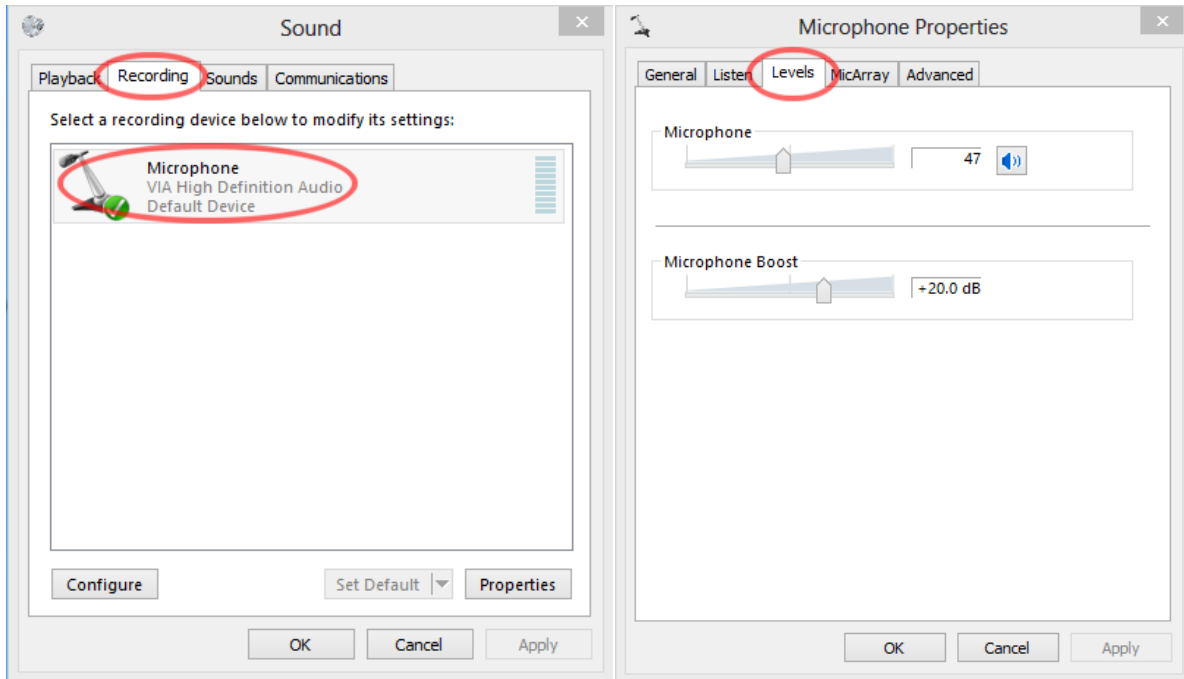 Sound
Playback Recording Sounds Communications
Select a recording device below to modify its settings:
Microphone
VIA High Definition Audio
Default Device
Configure Set Default Properties
OK Cancel Apply
Microphone Properties
General Listen Levels MicArray Advanced
Microphone
47
Microphone Boost
+20.0 dB
OK Cancel Apply